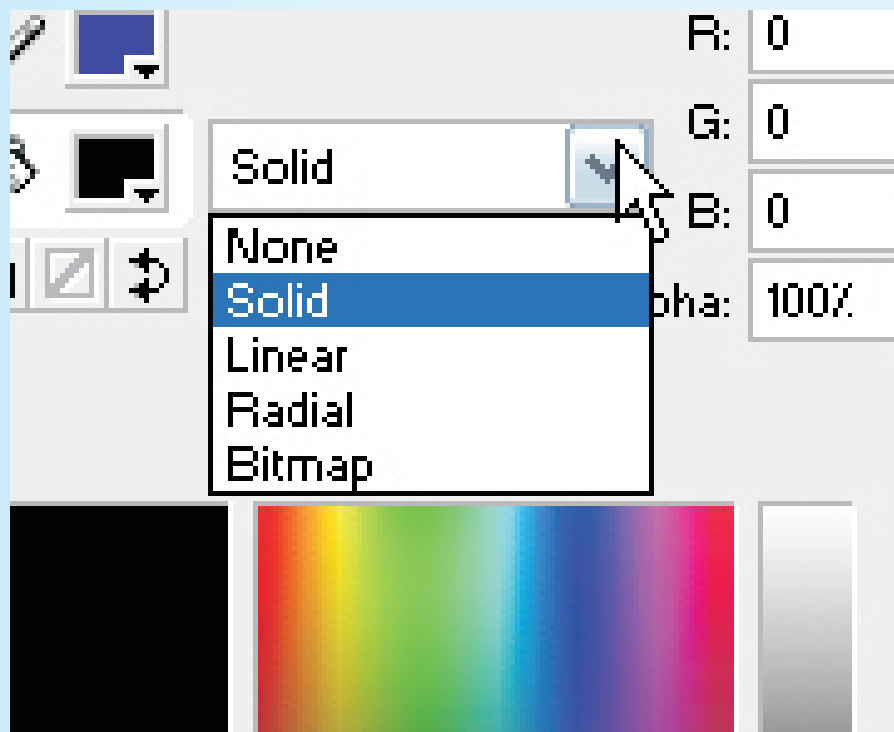 R: 0
Solid
G: 0
B: 0
None
Solid
pha: 100%
Linear
Radial
Bitmap